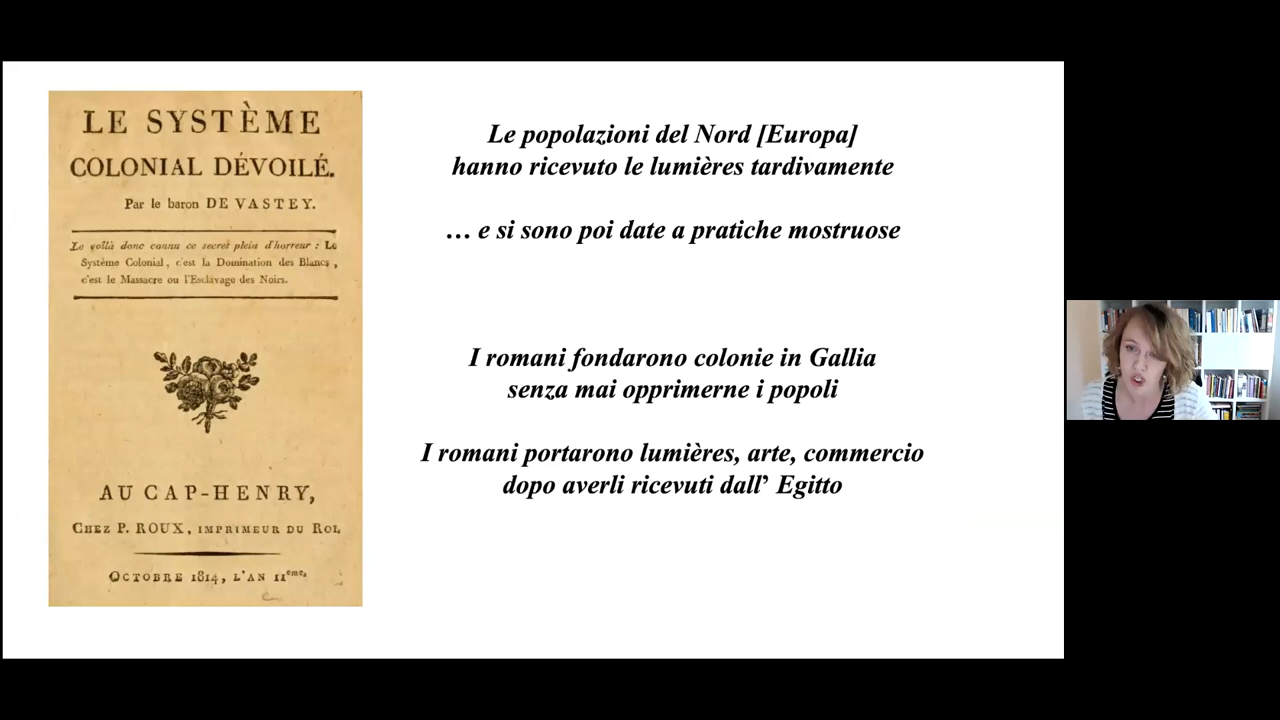 LE SYSTÈME
COLONIAL DÉVOILÉ.
Par le baron DE VASTEY.
Le voilà donc connu ce secret plein d'horreur : Le
Système Colonial, c'est la Domination des Blancs,
c'est le Massacre ou l'Esclavage des Noirs.
AU CAP-HENRY,
CHEZ P. ROUX, IMPRIMEUR DU ROI,
OCTOBRE 1814, L'AN 11eme.
Le popolazioni del Nord [Europa]
hanno ricevuto le lumières tardivamente
… e si sono poi date a pratiche mostruose
I romani fondarono colonie in Gallia
senza mai opprimerne i popoli
I romani portarono lumières, arte, commercio
dopo averli ricevuti dall’ Egitto